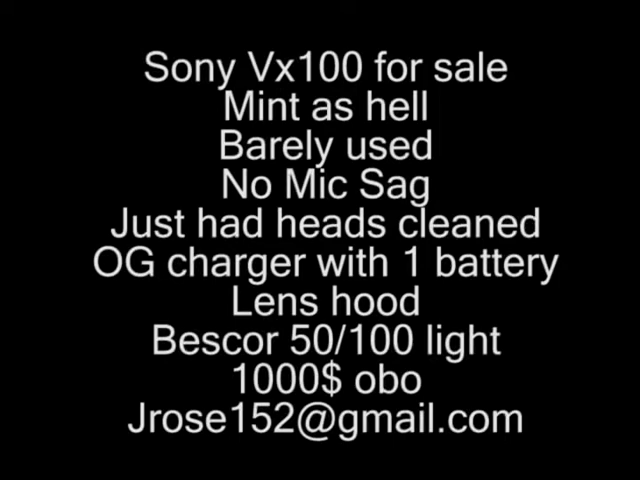 Sony Vx100 for sale
Mint as hell
Barely used
No Mic Sag
Just had heads cleaned
OG charger with 1 battery
Lens hood
Bescor 50/100 light
1000$ obo
Jrose152@gmail.com